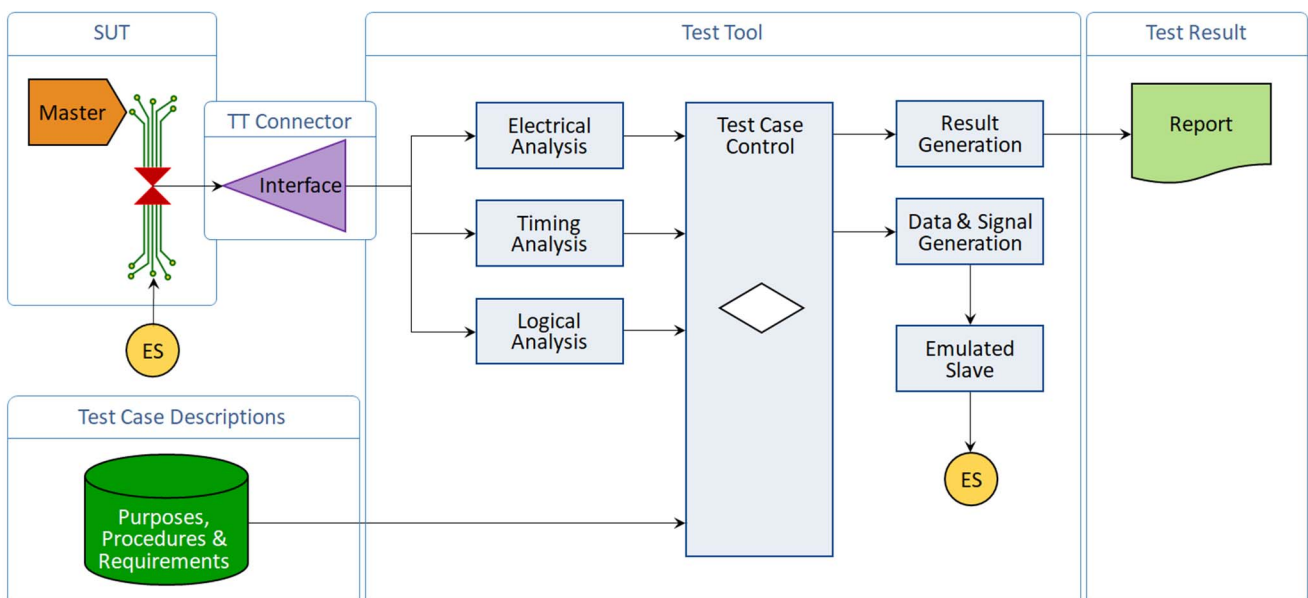 SUT
Test Tool
Test Result
Master
TT Connector
Interface
ES
Electrical
Analysis
Timing
Analysis
Logical
Analysis
Test Case
Control
Result
Generation
Data & Signal
Generation
Emulated
Slave
ES
Report
Test Case Descriptions
Purposes,
Procedures &
Requirements